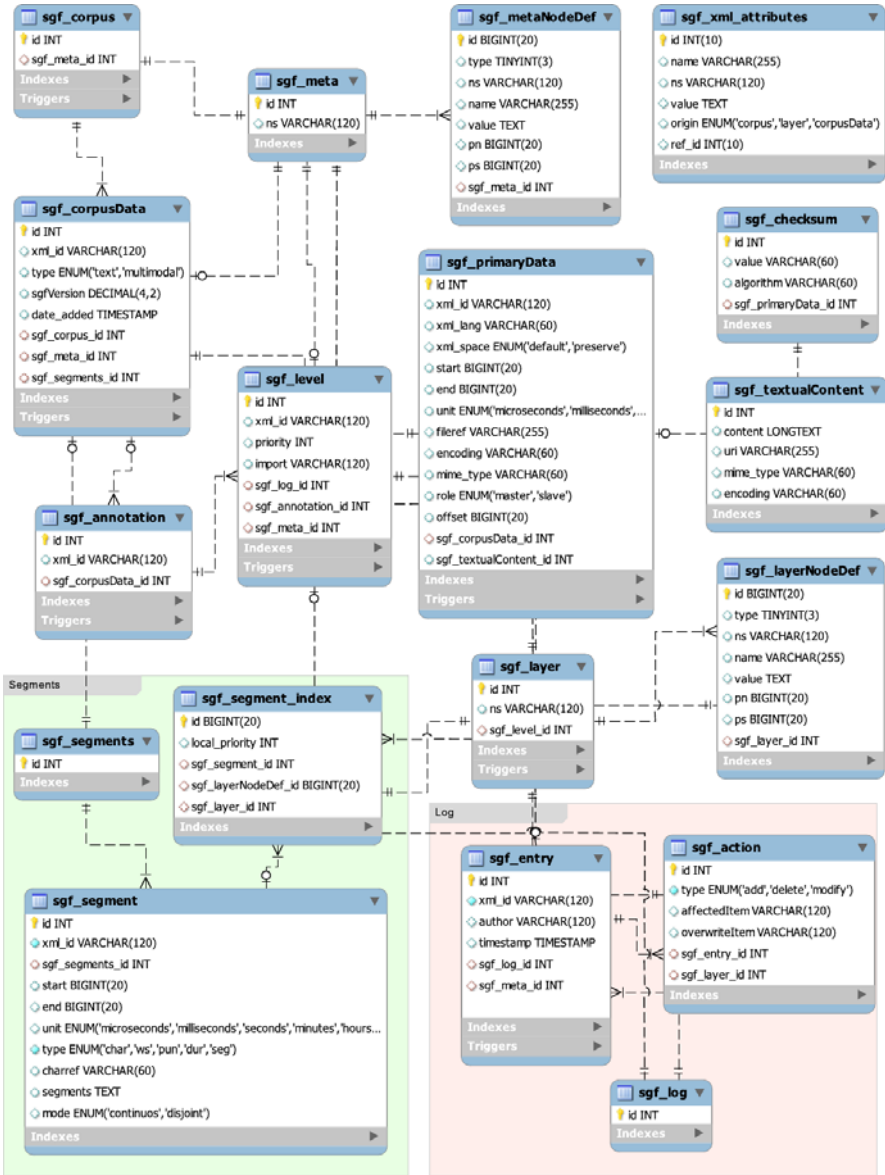 sgf_corpus
id INT
sgf_meta_id INT
Indexes
Triggers
sgf_meta
id INT
ns VARCHAR(120)
Indexes
sgf_metaNodeDef
id BIGINT(20)
type TINYINT(3)
ns VARCHAR(120)
name VARCHAR(255)
value TEXT
pn BIGINT(20)
ps BIGINT(20)
sgf_meta_id INT
Indexes
sgf_xml_attributes
id INT(10)
name VARCHAR(255)
ns VARCHAR(120)
value TEXT
origin ENUM('corpus','layer','corpusData')
ref_id INT(10)
Indexes
sgf_corpusData
id INT
xml_id VARCHAR(120)
type ENUM('text','multimodal')
sgfVersion DECIMAL(4,2)
date_added TIMESTAMP
sgf_corpus_id INT
sgf_meta_id INT
sgf_segments_id INT
Indexes
Triggers
sgf_checksum
id INT
value VARCHAR(60)
algorithm VARCHAR(60)
sgf_primaryData_id INT
Indexes
sgf_primaryData
id INT
xml_id VARCHAR(120)
xml_lang VARCHAR(60)
xml_space ENUM('default','preserve')
start BIGINT(20)
end BIGINT(20)
unit ENUM('microseconds','milliseconds',...
fileref VARCHAR(255)
encoding VARCHAR(60)
mime_type VARCHAR(60)
role ENUM('master','slave')
offset BIGINT(20)
sgf_corpusData_id INT
sgf_textualContent_id INT
Indexes
Triggers
sgf_level
id INT
xml_id VARCHAR(120)
priority INT
import VARCHAR(120)
sgf_log_id INT
sgf_annotation_id INT
sgf_meta_id INT
Indexes
Triggers
sgf_textualContent
id INT
content LONGTEXT
uri VARCHAR(255)
mime_type VARCHAR(60)
encoding VARCHAR(60)
Indexes
sgf_annotation
id INT
xml_id VARCHAR(120)
sgf_corpusData_id INT
Indexes
Triggers
sgf_layerNodeDef
id BIGINT(20)
type TINYINT(3)
ns VARCHAR(120)
name VARCHAR(255)
value TEXT
pn BIGINT(20)
ps BIGINT(20)
sgf_layer_id INT
Indexes
sgf_layer
id INT
ns VARCHAR(120)
sgf_level_id INT
Indexes
Triggers
Segments
sgf_segment_index
id BIGINT(20)
local_priority INT
sgf_segment_id INT
sgf_layerNodeDef_id BIGINT(20)
sgf_layer_id INT
Indexes
sgf_segments
id INT
Indexes
sgf_segment
id INT
xml_id VARCHAR(120)
sgf_segments_id INT
start BIGINT(20)
end BIGINT(20)
unit ENUM('microseconds','milliseconds','seconds','minutes','hours...
type ENUM('char','ws','pun','dur','seg')
charref VARCHAR(60)
segments TEXT
mode ENUM('continuos','disjoint')
Indexes
Log
sgf_entry
id INT
xml_id VARCHAR(120)
author VARCHAR(120)
timestamp TIMESTAMP
sgf_log_id INT
sgf_meta_id INT
Indexes
Triggers
sgf_action
id INT
type ENUM('add','delete','modify')
affectedItem VARCHAR(120)
overwriteItem VARCHAR(120)
sgf_entry_id INT
sgf_layer_id INT
Indexes
sgf_log
id INT
Indexes